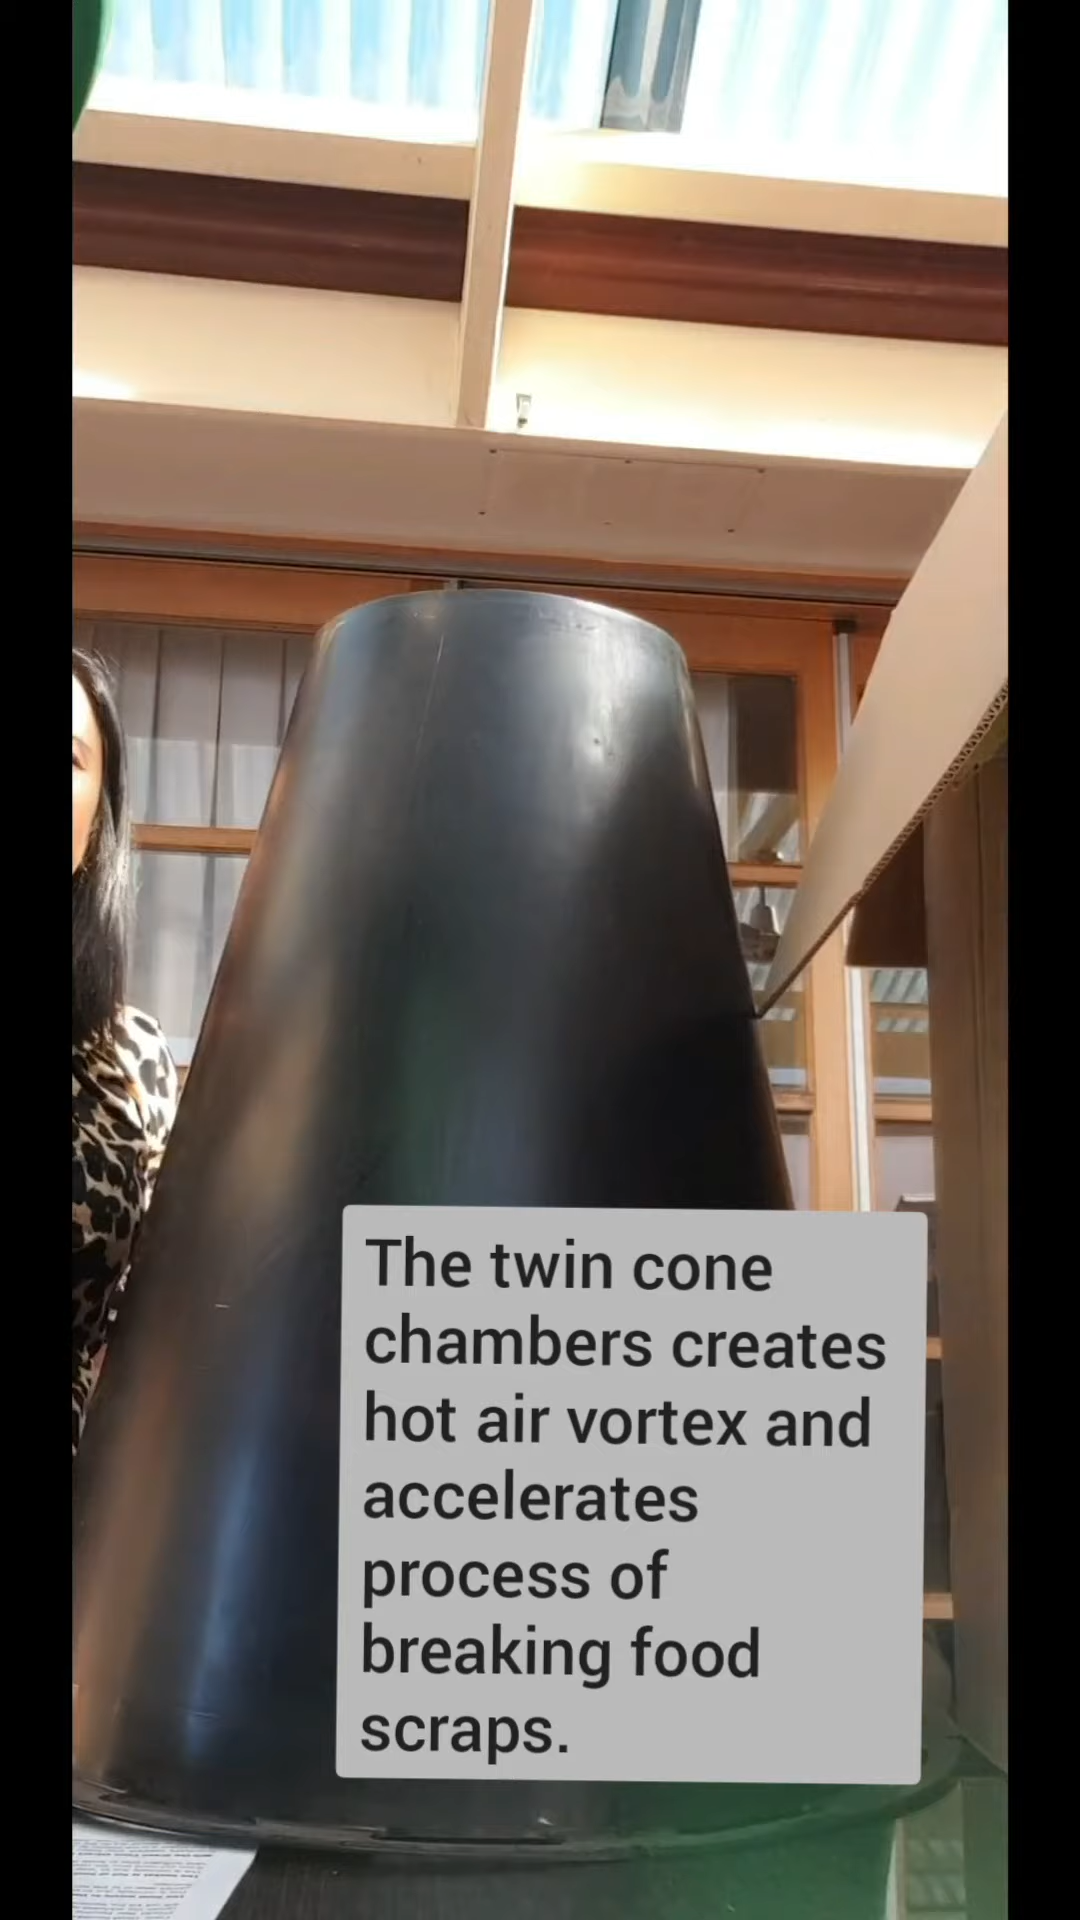 The twin cone
chambers creates
hot air vortex and
accelerates
process of
breaking food
scraps.